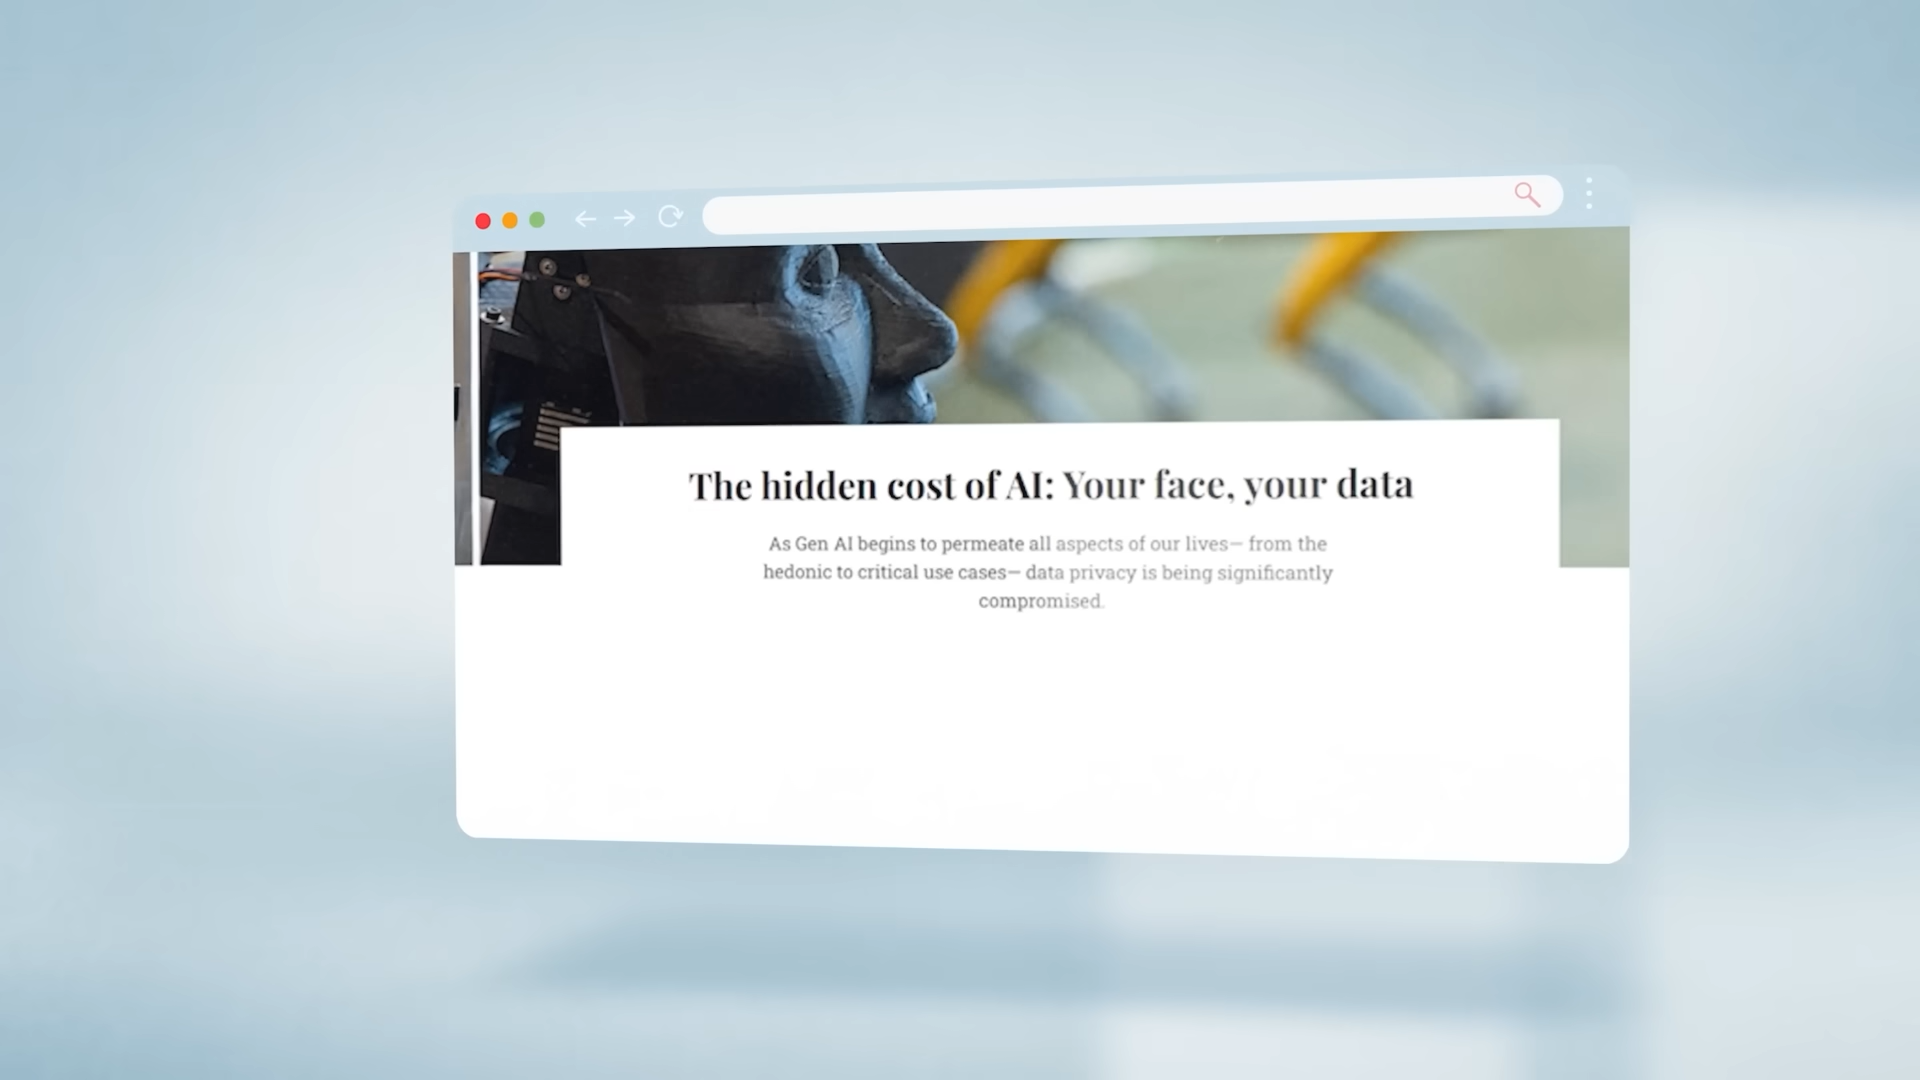 The hidden cost of AI: Your face, your data
As Gen AI begins to permeate all aspects of our lives— from the
hedonic to critical use cases— data privacy is being significantly
compromised.